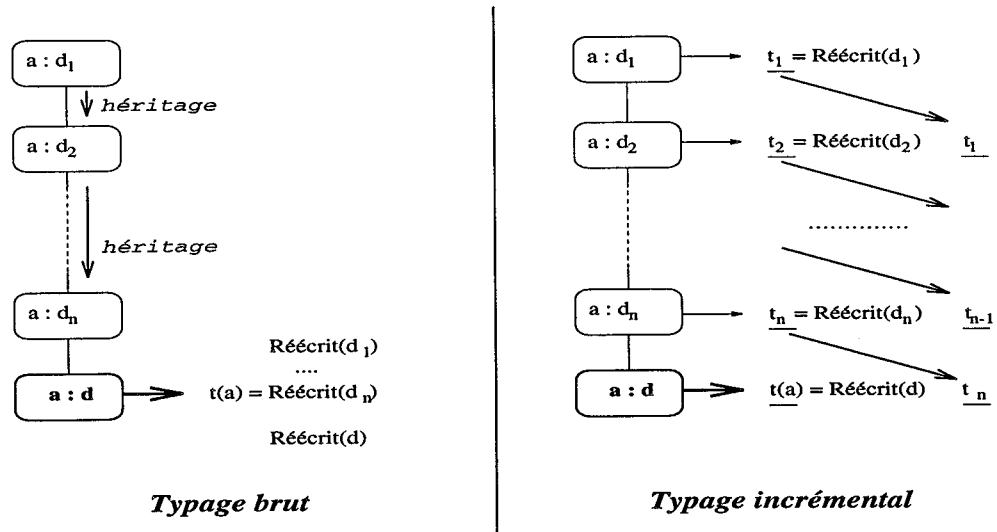 a : d₁
héritage
a : d₂
héritage
a : dₙ
Réécrit(d ₁)
....
a : d
t(a) = Réécrit(d ₙ)
Réécrit(d)
Typage brut
a : d₁
t₁ = Réécrit(d₁)
a : d₂
t₂ = Réécrit(d₂) t₁
..............
a : dₙ
tₙ = Réécrit(dₙ) tₙ₋₁
a : d
t(a) = Réécrit(d) t ₙ
Typage incrémental